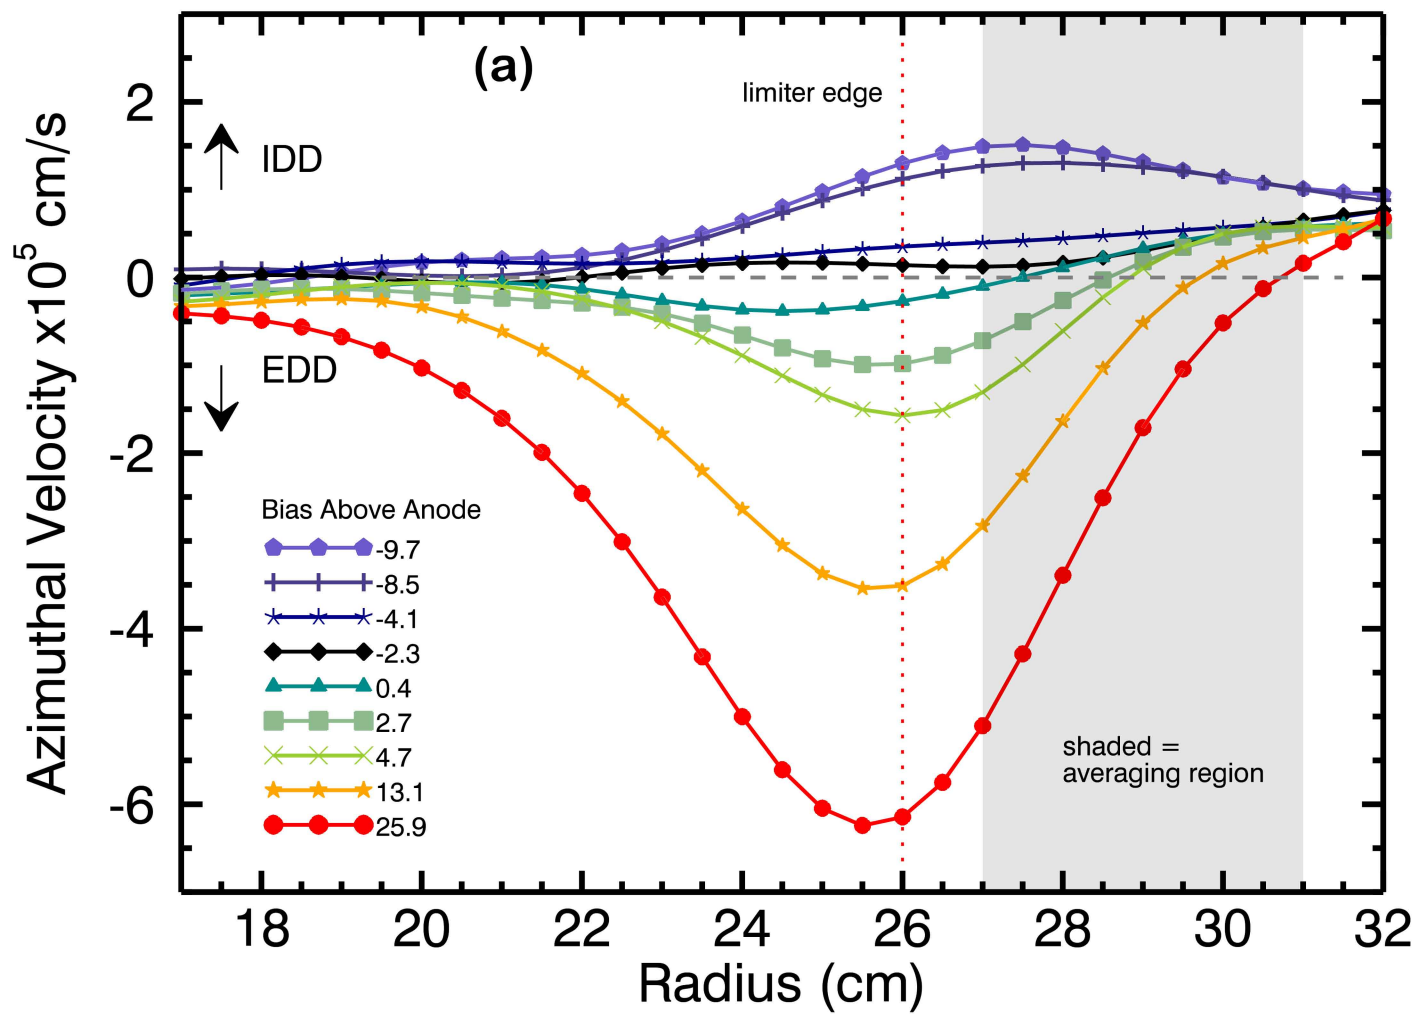 (a)
limiter edge
IDD
EDD
Azimuthal Velocity x10⁵ cm/s
2
0
-2
-4
-6
Bias Above Anode
-9.7
-8.5
-4.1
-2.3
0.4
2.7
4.7
13.1
25.9
shaded =
averaging region
18 20 22 24 26 28 30 32
Radius (cm)